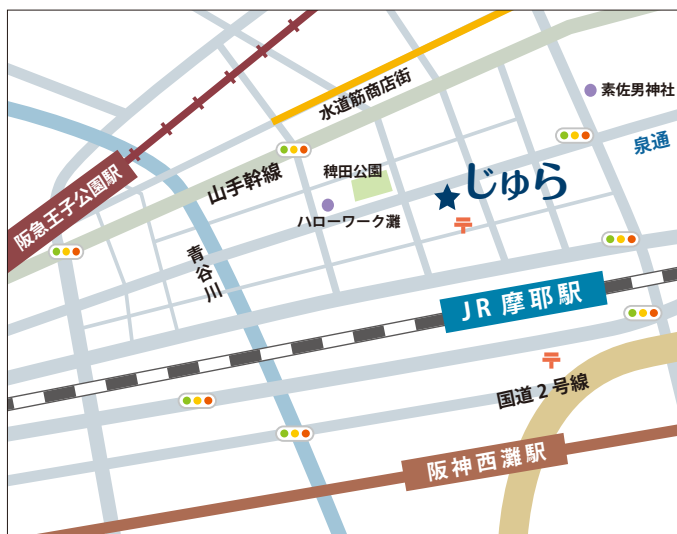 水道筋商店街
素佐男神社
泉通
山手幹線
稗田公園
じゅら
阪急王子公園駅
ハローワーク灘
〒
青谷川
JR 摩耶駅
〒
国道2号線
阪神西灘駅